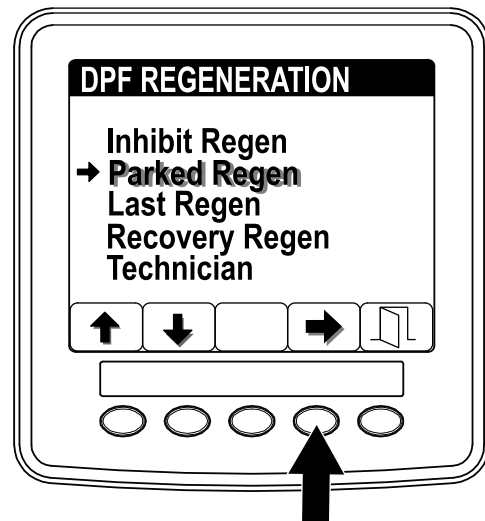 DPF REGENERATION
Inhibit Regen
Parked Regen
Last Regen
Recovery Regen
Technician